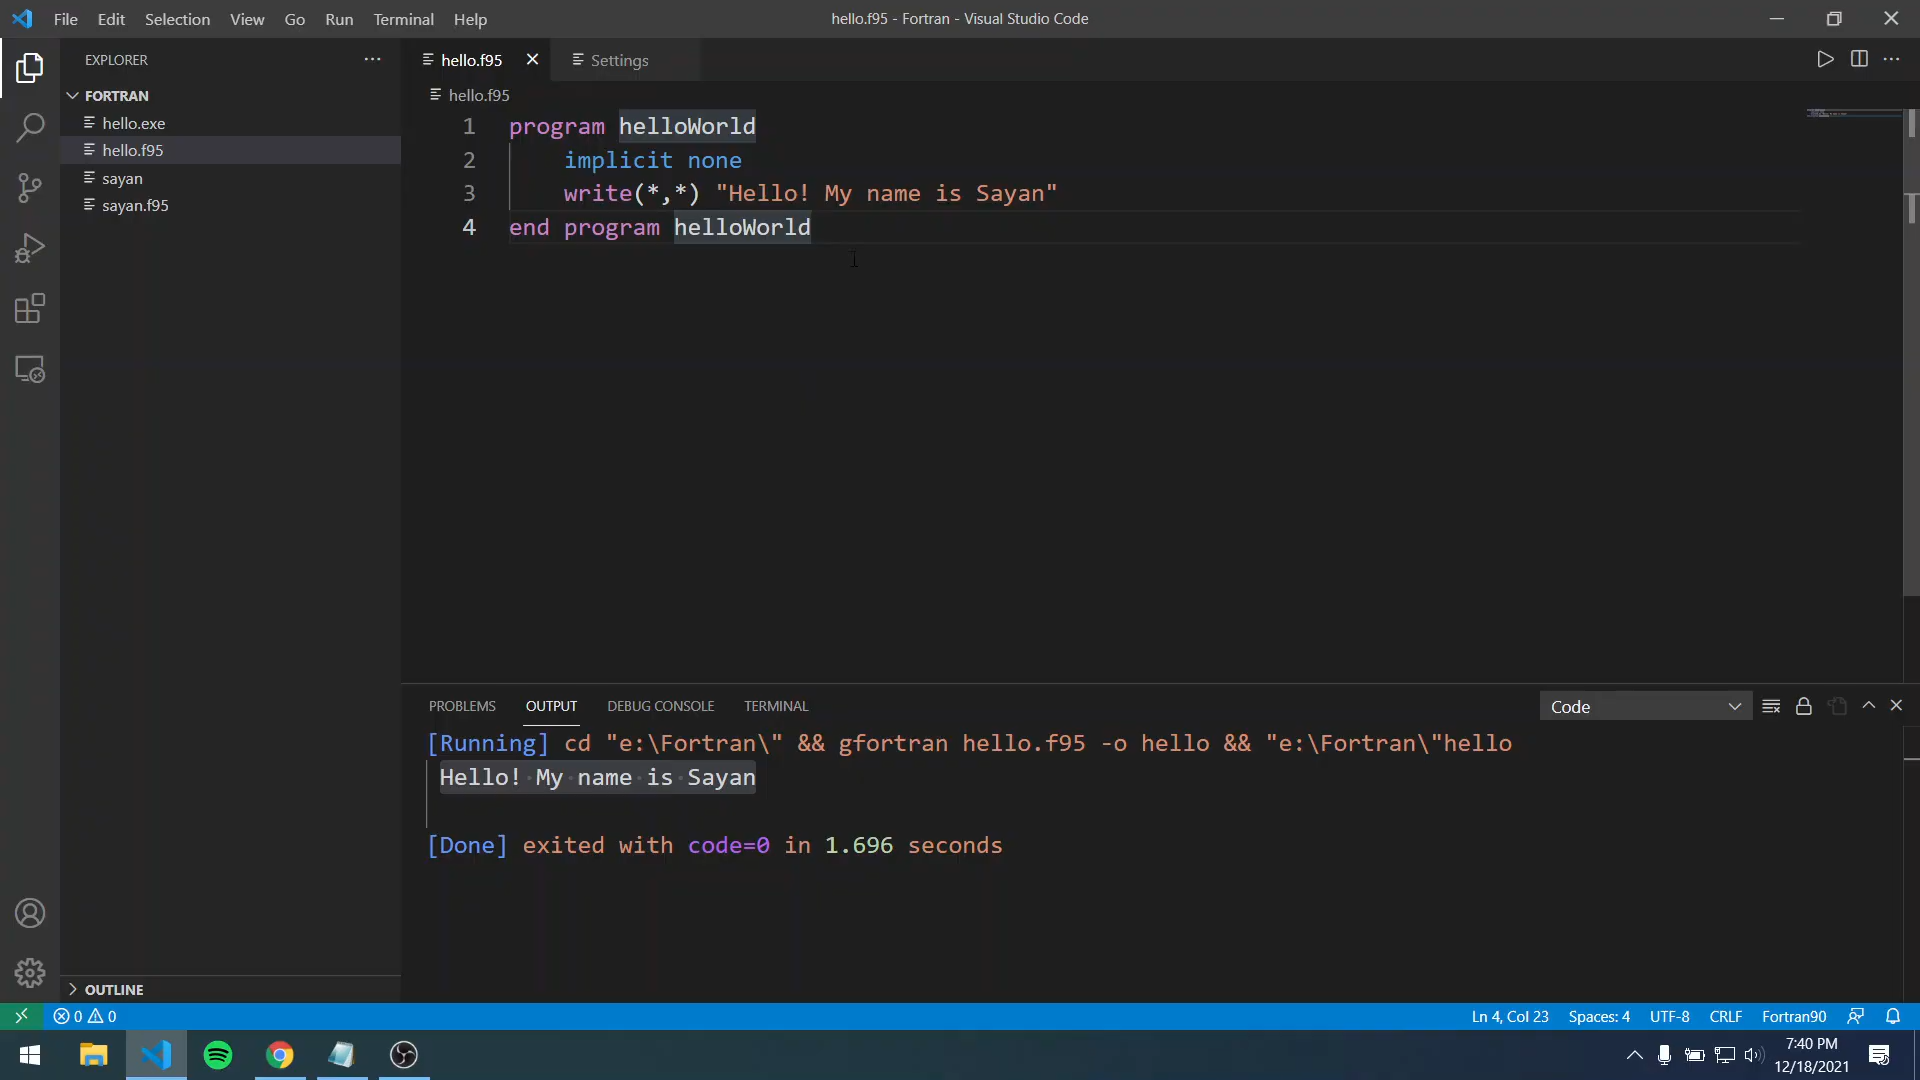 File Edit Selection View Go Run Terminal Help
hello.f95 - Fortran - Visual Studio Code
EXPLORER
FORTRAN
hello.exe
hello.f95
sayan
sayan.f95
OUTLINE
hello.f95 Settings
hello.f95
1 program helloWorld
2 implicit none
3 write(*,*) "Hello! My name is Sayan"
4 end program helloWorld
PROBLEMS OUTPUT DEBUG CONSOLE TERMINAL
Code
[Running] cd "e:\Fortran\" && gfortran hello.f95 -o hello && "e:\Fortran\"hello
Hello! My name is Sayan
[Done] exited with code=0 in 1.696 seconds
0 0
Ln 4, Col 23 Spaces: 4 UTF-8 CRLF Fortran90
7:40 PM
12/18/2021